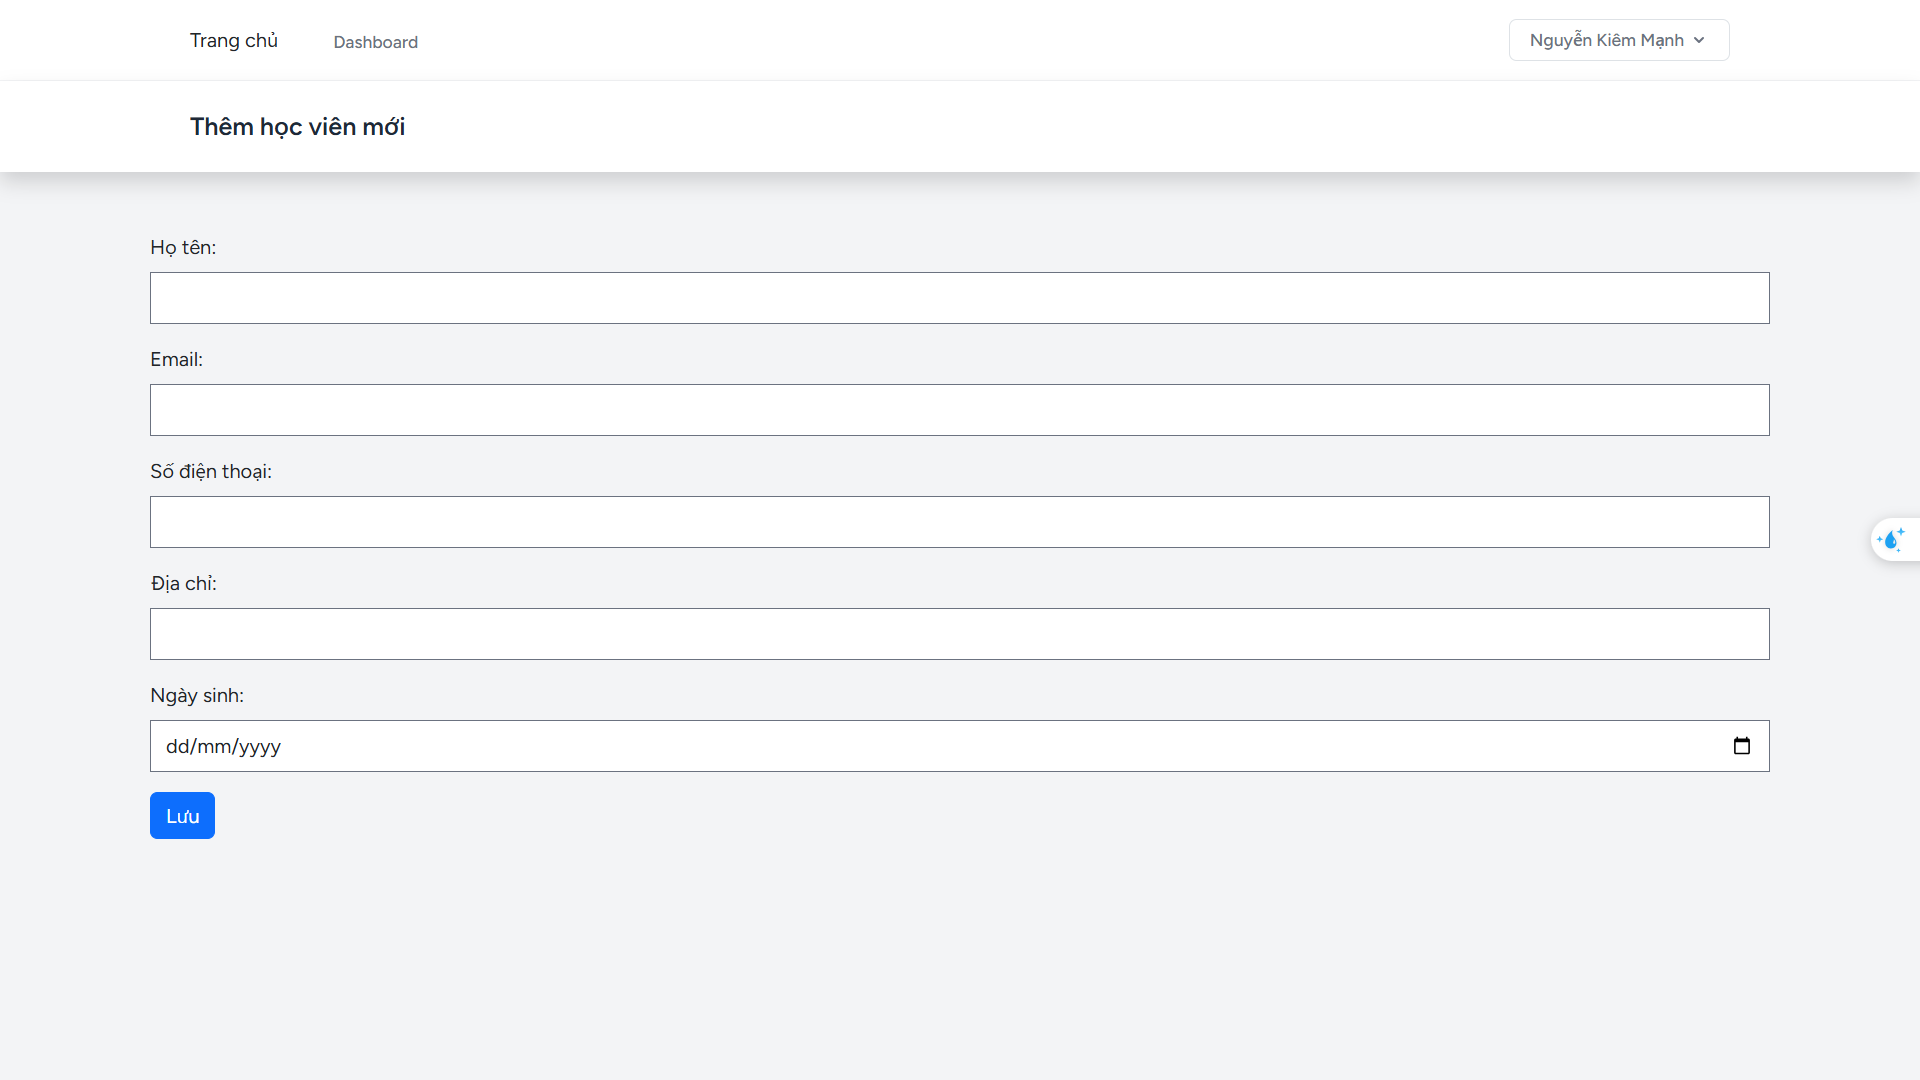 Trang chủ
Dashboard
Nguyễn Kiêm Mạnh
Thêm học viên mới
Họ tên:
Email:
Số điện thoại:
Địa chỉ:
Ngày sinh:
dd/mm/yyyy
Lưu